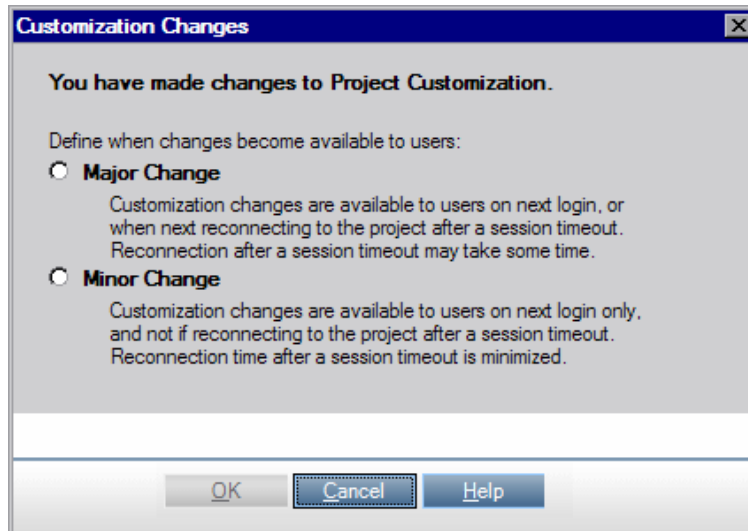 Customization Changes
You have made changes to Project Customization.
Define when changes become available to users:
Major Change
Customization changes are available to users on next login, or
when next reconnecting to the project after a session timeout.
Reconnection after a session timeout may take some time.
Minor Change
Customization changes are available to users on next login only,
and not if reconnecting to the project after a session timeout.
Reconnection time after a session timeout is minimized.
OK Cancel Help